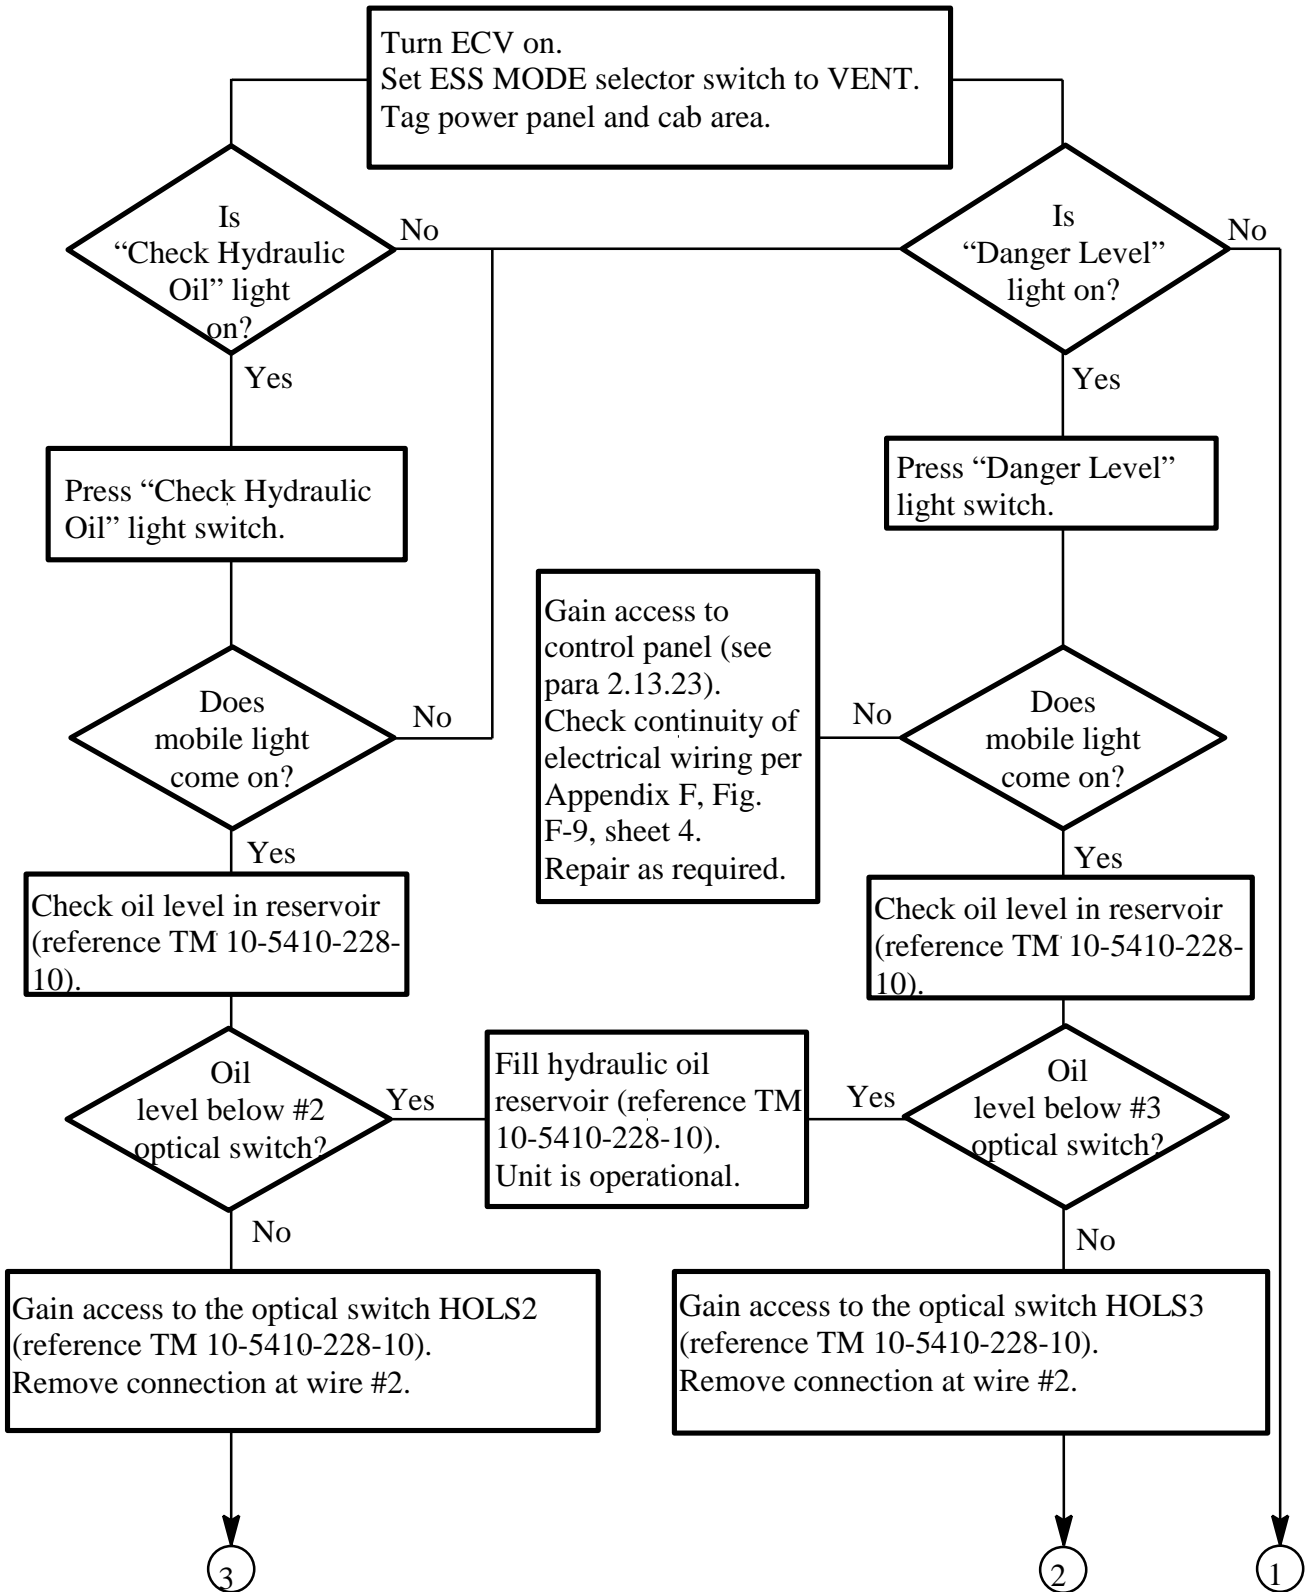 Turn ECV on.
Set ESS MODE selector switch to VENT.
Tag power panel and cab area.
Is
“Check Hydraulic
Oil” light
on?
No
Is
“Danger Level”
light on?
No
Yes
Yes
Press “Check Hydraulic
Oil” light switch.
Press “Danger Level”
light switch.
Gain access to
control panel (see
para 2.13.23).
Check continuity of
electrical wiring per
Appendix F, Fig.
F-9, sheet 4.
Repair as required.
Does
mobile light
come on?
No
No
Does
mobile light
come on?
Yes
Yes
Check oil level in reservoir
(reference TM 10-5410-228-
10).
Check oil level in reservoir
(reference TM 10-5410-228-
10).
Oil
level below #2
optical switch?
Yes
Fill hydraulic oil
reservoir (reference TM
10-5410-228-10).
Unit is operational.
Yes
Oil
level below #3
optical switch?
No
No
Gain access to the optical switch HOLS2
(reference TM 10-5410-228-10).
Remove connection at wire #2.
Gain access to the optical switch HOLS3
(reference TM 10-5410-228-10).
Remove connection at wire #2.
3
2
1